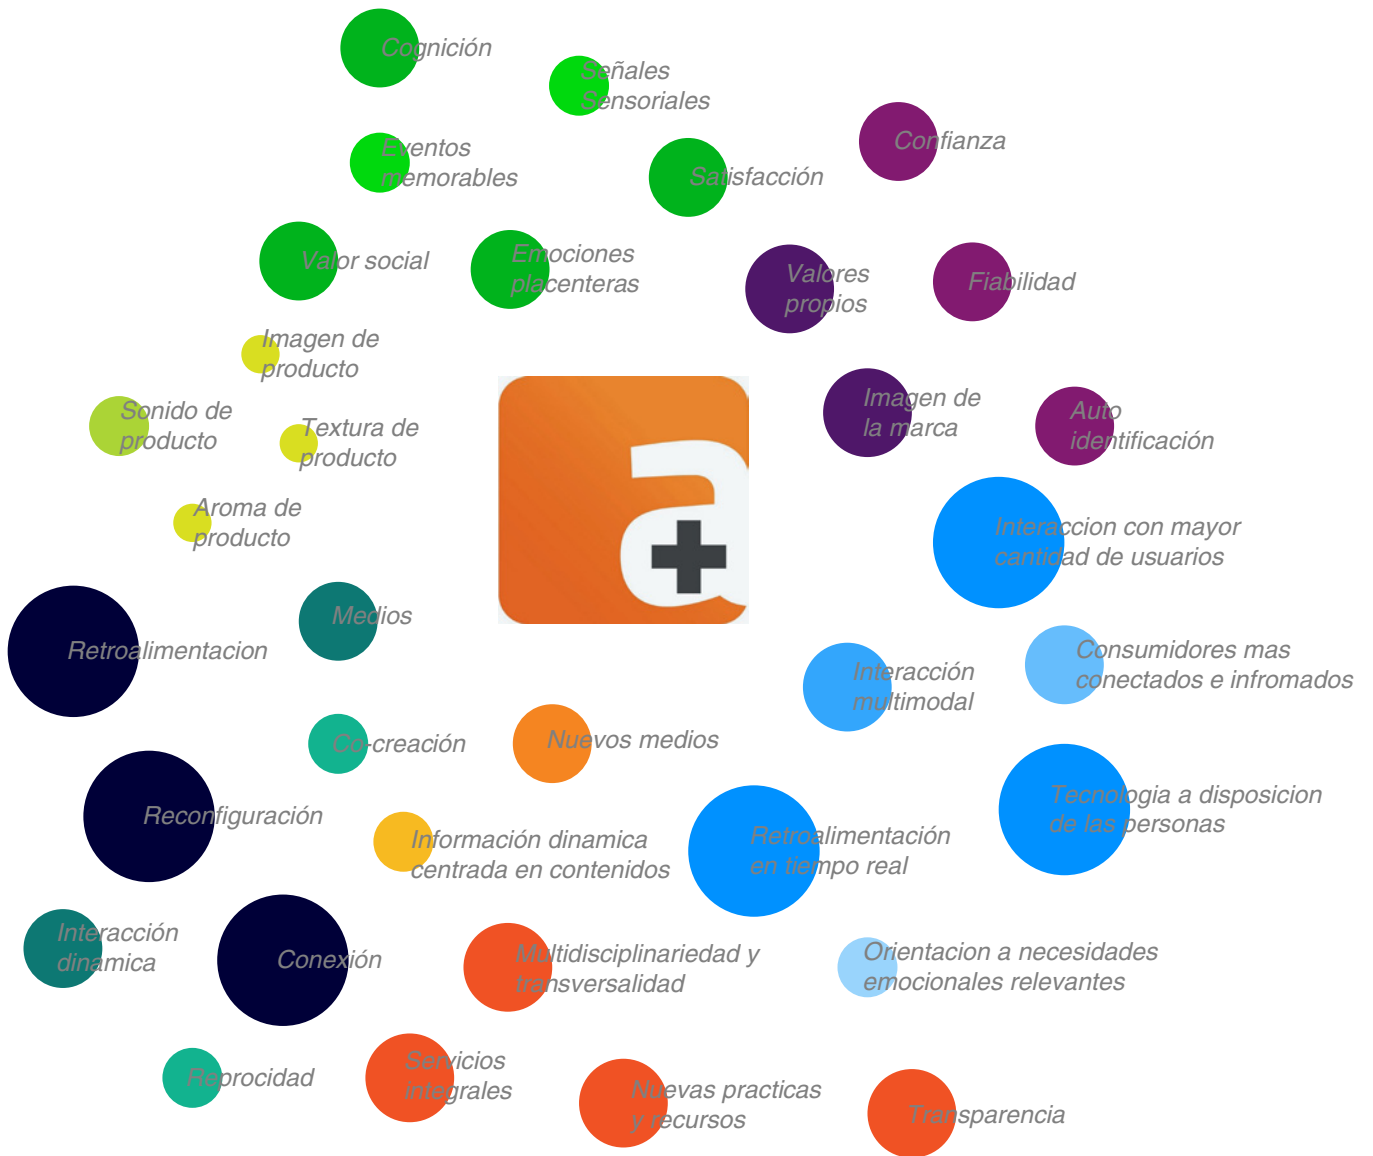 Cognición
Señales
Sensoriales
Confianza
Eventos
memorables
Satisfacción
Valor social
Emociones
placenteras
Valores
propios
Fiabilidad
Imagen de
producto
Sonido de
producto
Textura de
producto
Imagen de
la marca
Auto
identificación
Aroma de
producto
a+
Interaccion con mayor
cantidad de usuarios
Retroalimentacion
Medios
Interacción
multimodal
Consumidores mas
conectados e infromados
Co-creación
Nuevos medios
Reconfiguración
Información dinamica
centrada en contenidos
Retroalimentación
en tiempo real
Tecnologia a disposicion
de las personas
Interacción
dinamica
Conexión
Multidisciplinariedad y
transversalidad
Orientacion a necesidades
emocionales relevantes
Reprocidad
Servicios
integrales
Nuevas practicas
y recursos
Transparencia